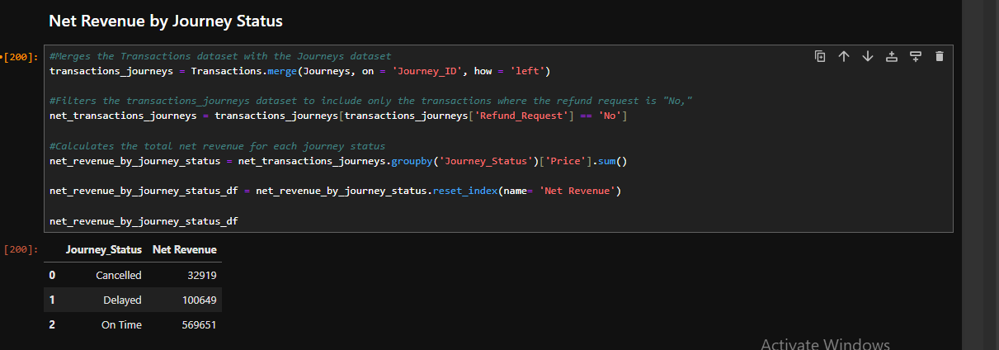 Net Revenue by Journey Status
[200]:
#Merges the Transactions dataset with the Journeys dataset
transactions_journeys = Transactions.merge(Journeys, on = 'Journey_ID', how = 'left')
#Filters the transactions_journeys dataset to include only the transactions where the refund request is "No,"
net_transactions_journeys = transactions_journeys[transactions_journeys['Refund_Request'] == 'No']
#Calculates the total net revenue for each journey status
net_revenue_by_journey_status = net_transactions_journeys.groupby('Journey_Status')['Price'].sum()
net_revenue_by_journey_status_df = net_revenue_by_journey_status.reset_index(name= 'Net Revenue')
net_revenue_by_journey_status_df
[200]:
Journey_Status Net Revenue
0 Cancelled 32919
1 Delayed 100649
2 On Time 569651
Activate Windows